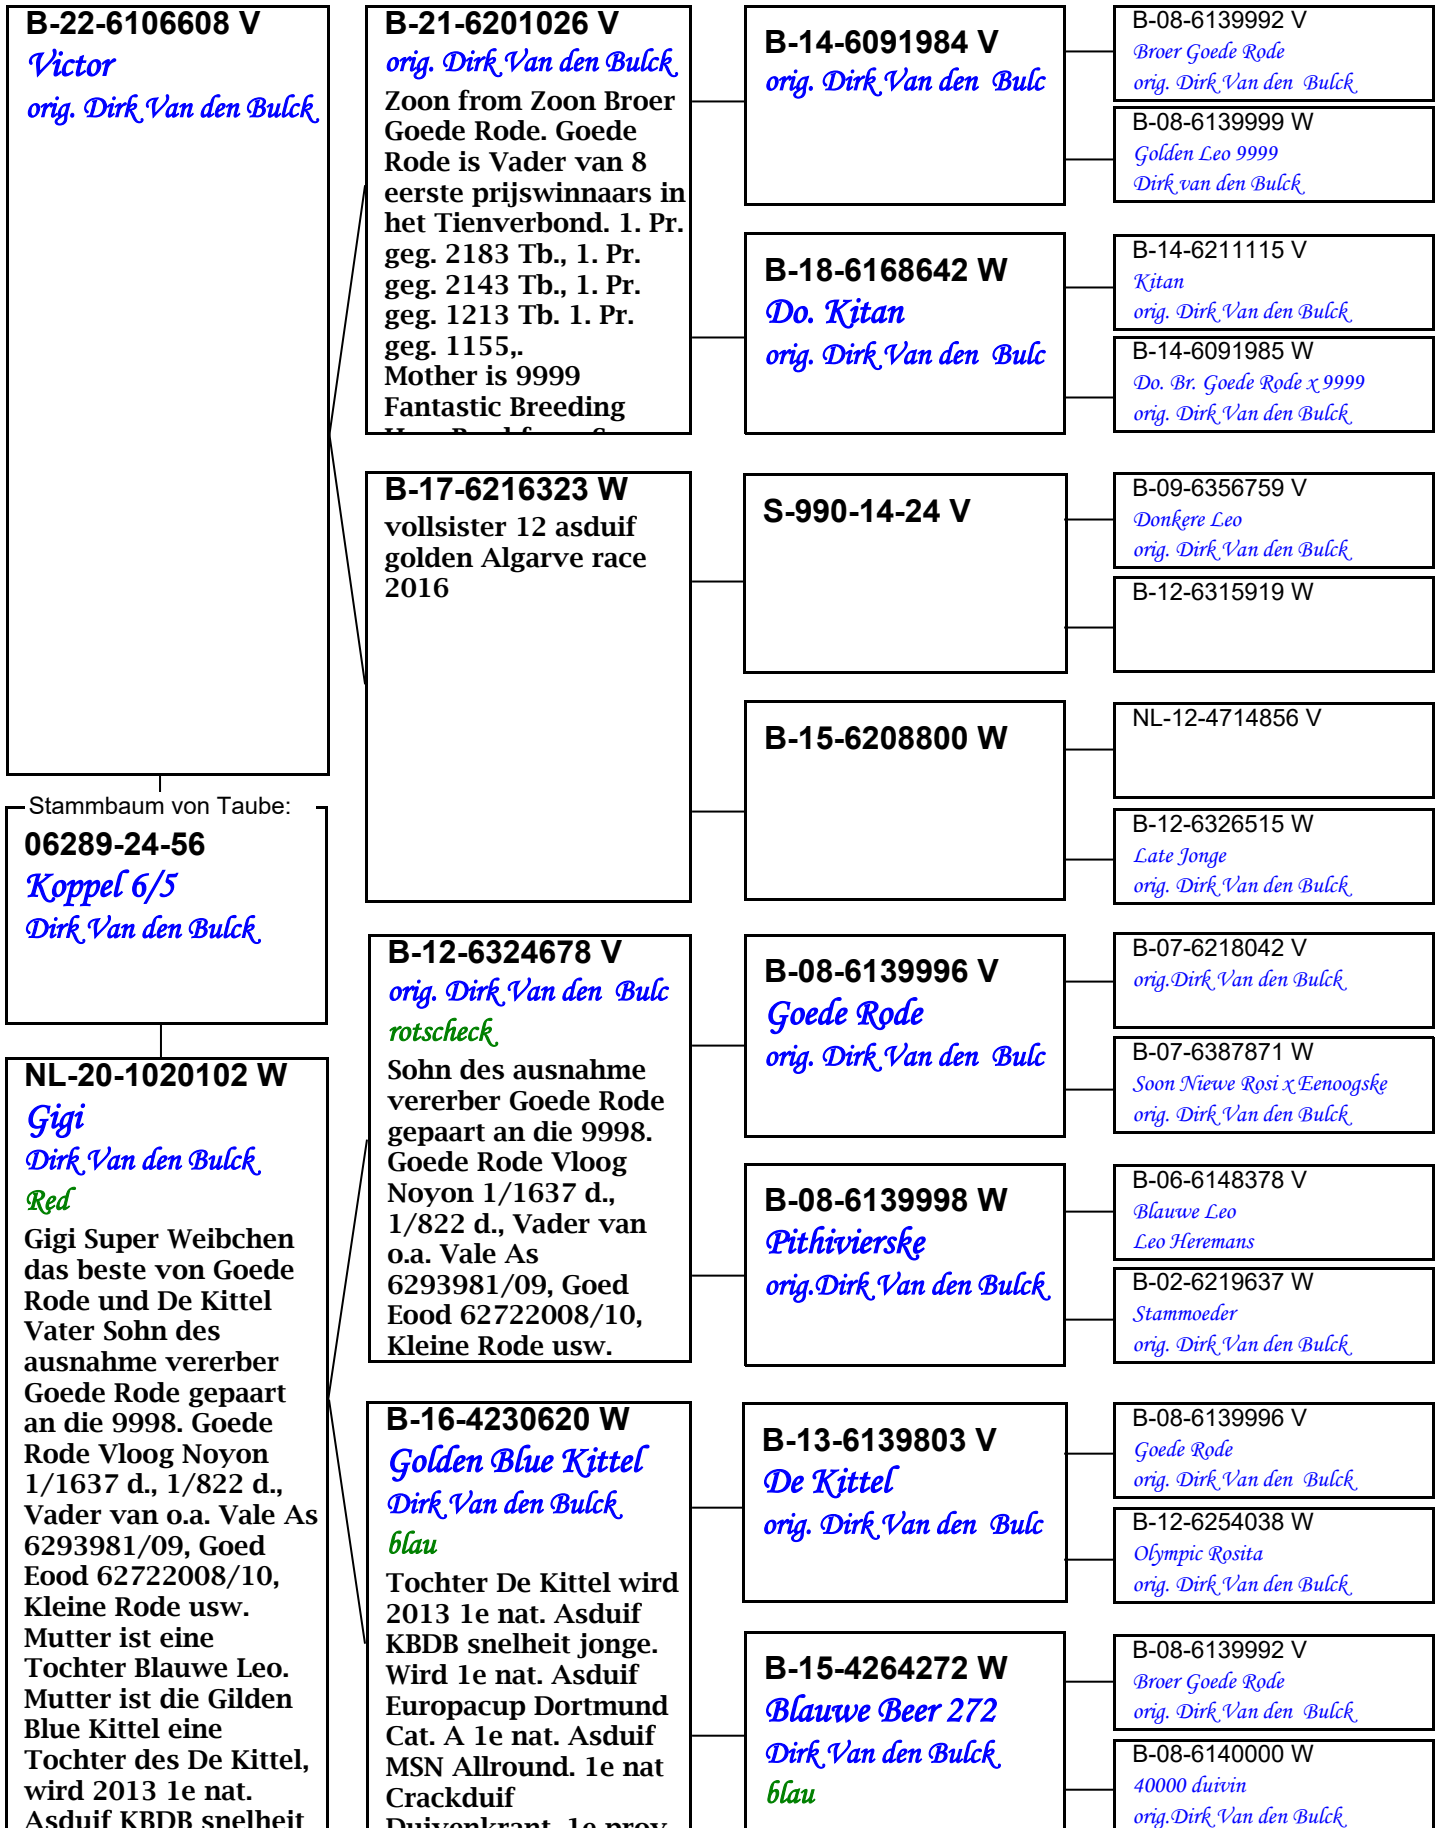 B-22-6106608 V
Victor
orig. Dirk Van den Bulck
Stammbaum von Taube:
06289-24-56
Koppel 6/5
Dirk Van den Bulck
NL-20-1020102 W
Gigi
Dirk Van den Bulck
Red
Gigi Super Weibchen
das beste von Goede
Rode und De Kittel
Vater Sohn des
ausnahme vererber
Goede Rode gepaart
an die 9998. Goede
Rode Vloog Noyon
1/1637 d., 1/822 d.,
Vader van o.a. Vale As
6293981/09, Goed
Eood 62722008/10,
Kleine Rode usw.
Mutter ist eine
Tochter Blauwe Leo.
Mutter ist die Gilden
Blue Kittel eine
Tochter des De Kittel,
wird 2013 1e nat.
Asduif KBDB snelheit
B-21-6201026 V
orig. Dirk Van den Bulck
Zoon from Zoon Broer
Goede Rode. Goede
Rode is Vader van 8
eerste prijswinnaars in
het Tienverbond. 1. Pr.
geg. 2183 Tb., 1. Pr.
geg. 2143 Tb., 1. Pr.
geg. 1213 Tb. 1. Pr.
geg. 1155,.
Mother is 9999
Fantastic Breeding
B-17-6216323 W
vollsister 12 asduif
golden Algarve race
2016
B-12-6324678 V
orig. Dirk Van den Bulc
rotscheck
Sohn des ausnahme
vererber Goede Rode
gepaart an die 9998.
Goede Rode Vloog
Noyon 1/1637 d.,
1/822 d., Vader van
o.a. Vale As
6293981/09, Goed
Eood 62722008/10,
Kleine Rode usw.
B-16-4230620 W
Golden Blue Kittel
Dirk Van den Bulck
blau
Tochter De Kittel wird
2013 1e nat. Asduif
KBDB snelheit jonge.
Wird 1e nat. Asduif
Europacup Dortmund
Cat. A 1e nat. Asduif
MSN Allround. 1e nat
Crackduif
Duivenkrant. 1e prov
B-14-6091984 V
orig. Dirk Van den Bulc
B-18-6168642 W
Do. Kitan
orig. Dirk Van den Bulc
S-990-14-24 V
B-15-6208800 W
B-08-6139996 V
Goede Rode
orig. Dirk Van den Bulc
B-08-6139998 W
Pithivierske
orig.Dirk Van den Bulck
B-13-6139803 V
De Kittel
orig. Dirk Van den Bulc
B-15-4264272 W
Blauwe Beer 272
Dirk Van den Bulck
blau
B-08-6139992 V
Broer Goede Rode
orig. Dirk Van den Bulck
B-08-6139999 W
Golden Leo 9999
Dirk van den Bulck
B-14-6211115 V
Kitan
orig. Dirk Van den Bulck
B-14-6091985 W
Do. Br. Goede Rode x 9999
orig. Dirk Van den Bulck
B-09-6356759 V
Donkere Leo
orig. Dirk Van den Bulck
B-12-6315919 W
NL-12-4714856 V
B-12-6326515 W
Late Jonge
orig. Dirk Van den Bulck
B-07-6218042 V
orig.Dirk Van den Bulck
B-07-6387871 W
Soon Niewe Rosi x Eenoogske
orig. Dirk Van den Bulck
B-06-6148378 V
Blauwe Leo
Leo Heremans
B-02-6219637 W
Stammoeder
orig. Dirk Van den Bulck
B-08-6139996 V
Goede Rode
orig. Dirk Van den Bulck
B-12-6254038 W
Olympic Rosita
orig. Dirk Van den Bulck
B-08-6139992 V
Broer Goede Rode
orig. Dirk Van den Bulck
B-08-6140000 W
40000 duivin
orig.Dirk Van den Bulck